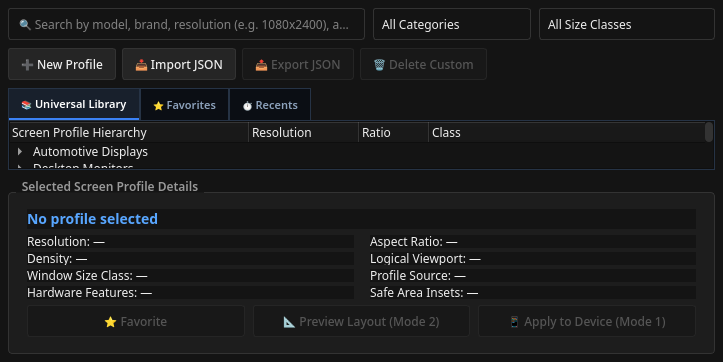 Search by model, brand, resolution (e.g. 1080x2400), a...
All Categories
All Size Classes
New Profile
Import JSON
Export JSON
Delete Custom
Universal Library
Favorites
Recents
Screen Profile Hierarchy Resolution Ratio Class
Automotive Displays
Desktop Monitors
Selected Screen Profile Details
No profile selected
Resolution: —
Aspect Ratio: —
Density: —
Logical Viewport: —
Window Size Class: —
Profile Source: —
Hardware Features: —
Safe Area Insets: —
Favorite
Preview Layout (Mode 2)
Apply to Device (Mode 1)